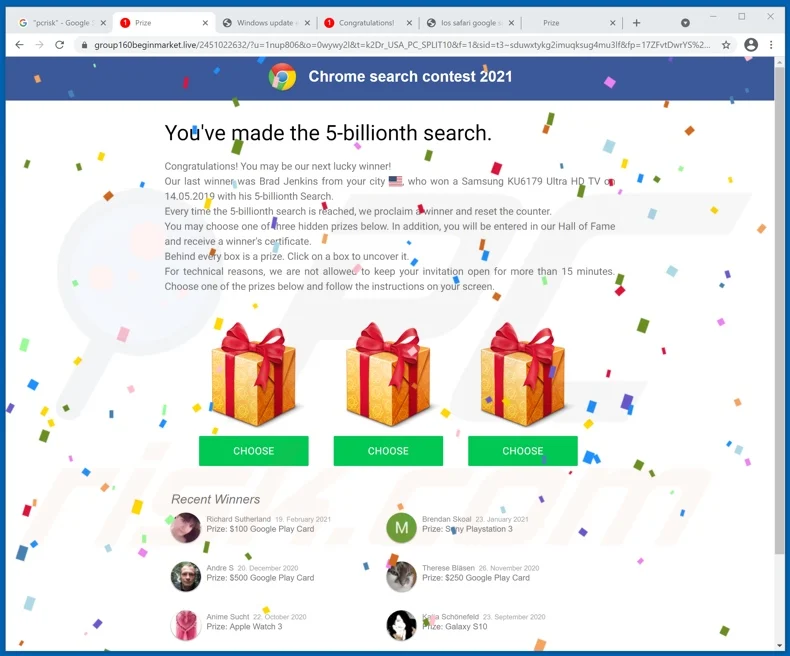 "pcrisk" - Google S
1 Prize
Windows update
1 Congratulations!
Ios safari google
Prize
group160beginmarket.live/2451022632/?u=1nup806&o=0wywy2l&t=k2Dr_USA_PC_SPLIT10&f=1&sid=t3~sduwxtykg2imuqksug4mu3lf&fp=17ZFvtDwrYS%2...
Chrome search contest 2021
You've made the 5-billionth search.
Congratulations! You may be our next lucky winner!
Our last winner was Brad Jenkins from your city , who won a Samsung KU6179 Ultra HD TV on
14.05.2019 with his 5-billionth Search.
Every time the 5-billionth search is reached, we proclaim a winner and reset the counter.
You may choose one of three hidden prizes below. In addition, you will be entered in our Hall of Fame
and receive a winner's certificate.
Behind every box is a prize. Click on a box to uncover it.
For technical reasons, we are not allowed to keep your invitation open for more than 15 minutes.
Choose one of the prizes below and follow the instructions on your screen.
CHOOSE CHOOSE CHOOSE
Recent Winners
Richard Sutherland 19. February 2021
Prize: $100 Google Play Card
M
Brendan Skoal 23. January 2021
Prize: Sony Playstation 3
Andre S 20. December 2020
Prize: $500 Google Play Card
Therese Bläsen 26. November 2020
Prize: $250 Google Play Card
Anime Sucht 22. October 2020
Prize: Apple Watch 3
Katja Schönefeld 23. September 2020
Prize: Galaxy S10
PC
risk.com